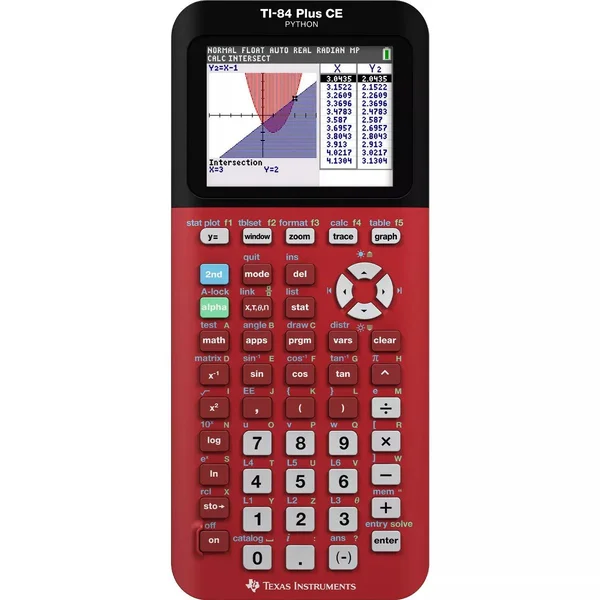 TI-84 Plus CE
PYTHON
NORMAL FLOAT AUTO REAL RADIAN MP
CALC INTERSECT
Y₂=X-1
X Y₂
3.0435 2.0435
3.1522 2.1522
3.2609 2.2609
3.3696 2.3696
3.4783 2.4783
3.587 2.587
3.6957 2.6957
3.8043 2.8043
3.913 2.913
4.0217 3.0217
4.1304 3.1304
Intersection
X=3 Y=2
stat plot f1 tblset f2 format f3 calc f4 table f5
y= window zoom trace graph
quit ins
2nd mode del
A-lock link list
alpha X,T,θ,n stat
test A angle B draw C distr
math apps prgm vars clear
matrix D sin⁻¹ E cos⁻¹ F tan⁻¹ G π H
x⁻¹ sin cos tan ^
√ I EE J { K } L e M
x² , ( ) ÷
10ˣ N u O v P w Q [ R
log 7 8 9 ×
eˣ S L4 T L5 U L6 V ] W
ln 4 5 6 −
rcl X L1 Y L2 Z L3 θ mem "
sto→ 1 2 3 +
off catalog ⎵ i : ans ? entry solve
on 0 . (-) enter
TEXAS INSTRUMENTS